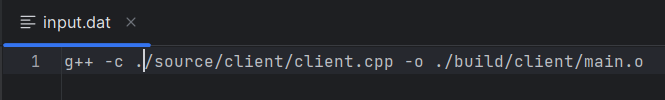 input.dat
1 g++ -c ./source/client/client.cpp -o ./build/client/main.o